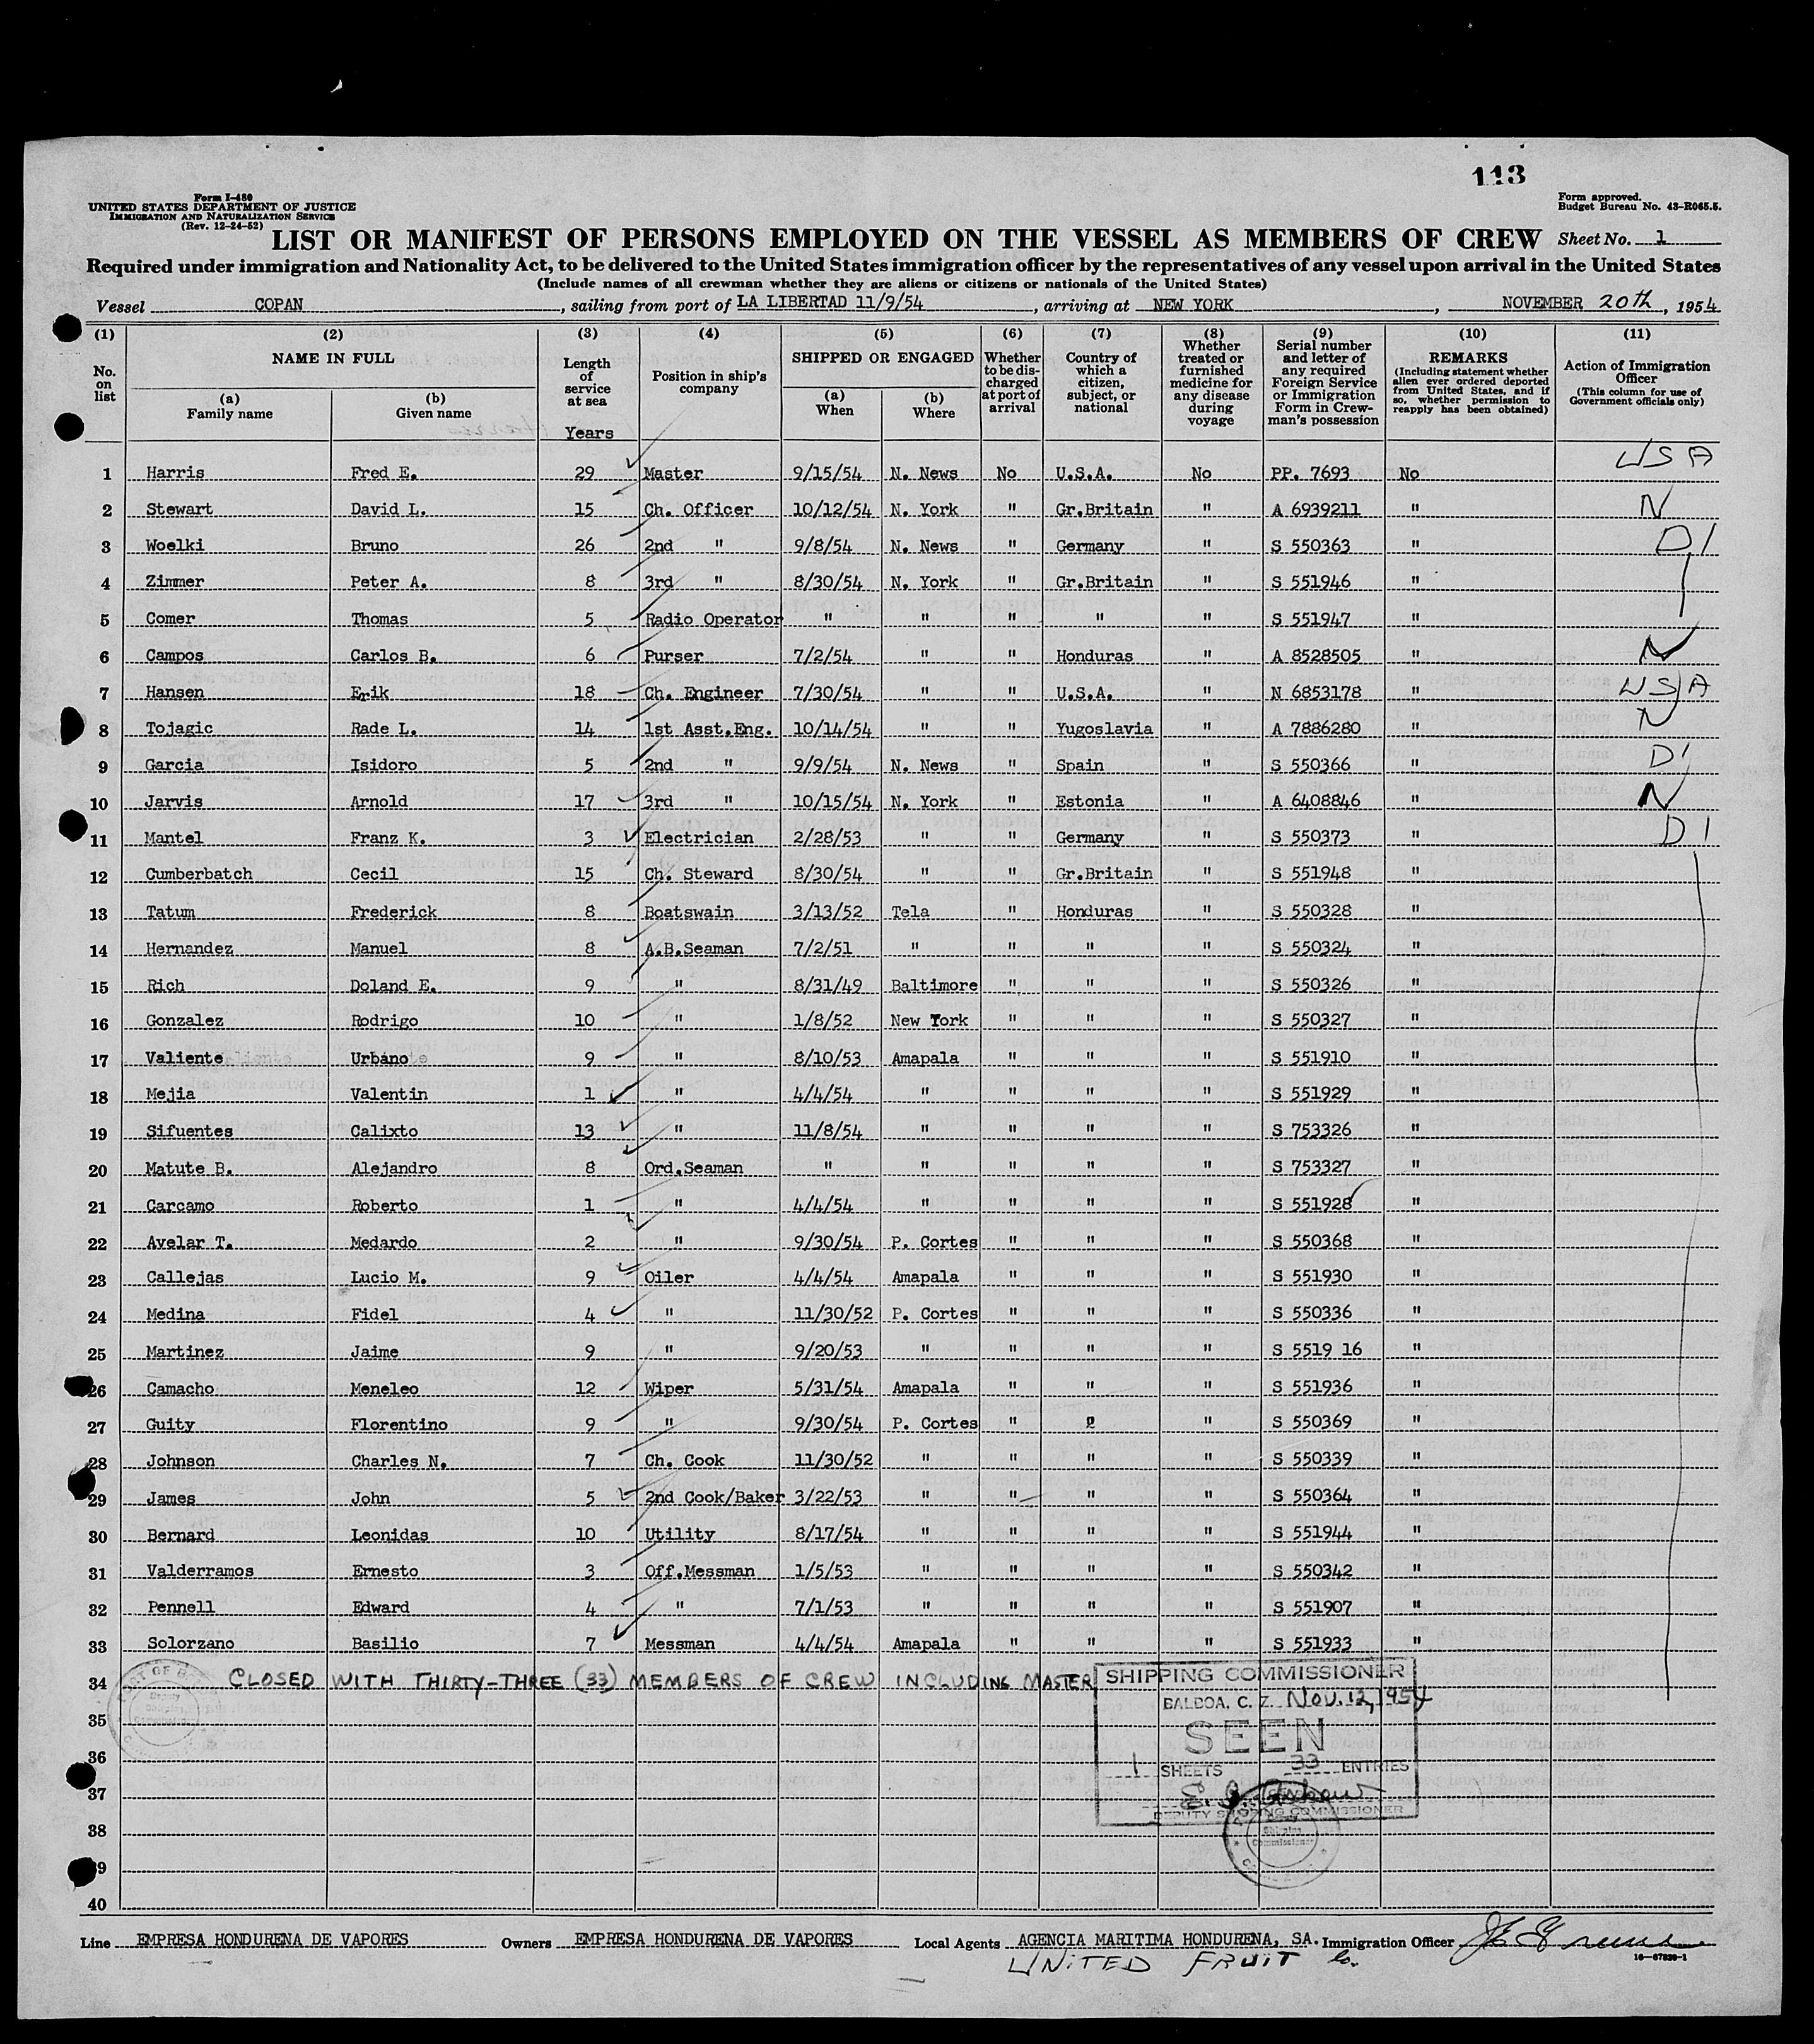 113
Form I-480
UNITED STATES DEPARTMENT OF JUSTICE
IMMIGRATION AND NATURALIZATION SERVICE
(Rev. 12-24-52)
Form approved.
Budget Bureau No. 43-R065.5.
LIST OR MANIFEST OF PERSONS EMPLOYED ON THE VESSEL AS MEMBERS OF CREW Sheet No. 1
Required under immigration and Nationality Act, to be delivered to the United States immigration officer by the representatives of any vessel upon arrival in the United States
(Include names of all crewman whether they are aliens or citizens or nationals of the United States)
Vessel COPAN, sailing from port of LA LIBERTAD 11/9/54, arriving at NEW YORK, NOVEMBER 20th, 1954
(1) (2) (3) (4) (5) (6) (7) (8) (9) (10) (11)
No. on list
NAME IN FULL
(a) Family name
(b) Given name
Length of service at sea
Years
Position in ship's company
SHIPPED OR ENGAGED
(a) When
(b) Where
Whether to be discharged at port of arrival
Country of which a citizen, subject, or national
Whether treated or furnished medicine for any disease during voyage
Serial number and letter of any required Foreign Service or Immigration Form in Crewman's possession
REMARKS
(Including statement whether alien ever ordered deported from United States, and if so, whether permission to reapply has been obtained)
Action of Immigration Officer
(This column for use of Government officials only)
1 Harris Fred E. 29 Master 9/15/54 N. News No U.S.A. No PP. 7693 No USA
2 Stewart David L. 15 Ch. Officer 10/12/54 N. York " Gr.Britain " A 6939211 " N
3 Woelki Bruno 26 2nd " 9/8/54 N. News " Germany " S 550363 " D1
4 Zimmer Peter A. 8 3rd " 8/30/54 N. York " Gr.Britain " S 551946 "
5 Comer Thomas 5 Radio Operator " " " " " S 551947 "
6 Campos Carlos B. 6 Purser 7/2/54 " " Honduras " A 8528505 " N
7 Hansen Erik 18 Ch. Engineer 7/30/54 " " U.S.A. " N 6853178 " USA
8 Tojagic Rade L. 14 1st Asst.Eng. 10/14/54 " " Yugoslavia " A 7886280 " N
9 Garcia Isidoro 5 2nd " 9/9/54 N. News " Spain " S 550366 " D1
10 Jarvis Arnold 17 3rd " 10/15/54 N. York " Estonia " A 6408846 " N
11 Mantel Franz K. 3 Electrician 2/28/53 " " Germany " S 550373 " D1
12 Cumberbatch Cecil 15 Ch. Steward 8/30/54 " " Gr.Britain " S 551948 "
13 Tatum Frederick 8 Boatswain 3/13/52 Tela " Honduras " S 550328 "
14 Hernandez Manuel 8 A.B.Seaman 7/2/51 " " " " S 550324 "
15 Rich Doland E. 9 " 8/31/49 Baltimore " " " S 550326 "
16 Gonzalez Rodrigo 10 " 1/8/52 New York " " " S 550327 "
17 Valiente Urbano 9 " 8/10/53 Amapala " " " S 551910 "
18 Mejia Valentin 1 " 4/4/54 " " " " S 551929 "
19 Sifuentes Calixto 13 " 11/8/54 " " " " S 753326 "
20 Matute B. Alejandro 8 Ord.Seaman " " " " " S 753327 "
21 Carcamo Roberto 1 " 4/4/54 " " " " S 551928 "
22 Avelar T. Medardo 2 " 9/30/54 P. Cortes " " " S 550368 "
23 Callejas Lucio M. 9 Oiler 4/4/54 Amapala " " " S 551930 "
24 Medina Fidel 4 " 11/30/52 P. Cortes " " " S 550336 "
25 Martinez Jaime 9 " 9/20/53 " " " " S 5519 16 "
26 Camacho Meneleo 12 Wiper 5/31/54 Amapala " " " S 551936 "
27 Guity Florentino 9 " 9/30/54 P. Cortes " 2 " S 550369 "
28 Johnson Charles N. 7 Ch. Cook 11/30/52 " " " " S 550339 "
29 James John 5 2nd Cook/Baker 3/22/53 " " " " S 550364 "
30 Bernard Leonidas 10 Utility 8/17/54 " " " " S 551944 "
31 Valderramos Ernesto 3 Off.Messman 1/5/53 " " " " S 550342 "
32 Pennell Edward 4 " 7/1/53 " " " " S 551907 "
33 Solorzano Basilio 7 Messman 4/4/54 Amapala " " " S 551933 "
34 CLOSED WITH THIRTY-THREE (33) MEMBERS OF CREW INCLUDING MASTER
SHIPPING COMMISSIONER
BALBOA, C. Z. Nov. 12, 1954
SEEN
1 SHEETS 33 ENTRIES
DEPUTY SHIPPING COMMISSIONER
Shipping Commissioner
35
36
37
38
39
40
Line EMPRESA HONDURENA DE VAPORES Owners EMPRESA HONDURENA DE VAPORES Local Agents AGENCIA MARITIMA HONDURENA, SA. Immigration Officer
UNITED FRUIT Co.
16-67820-1